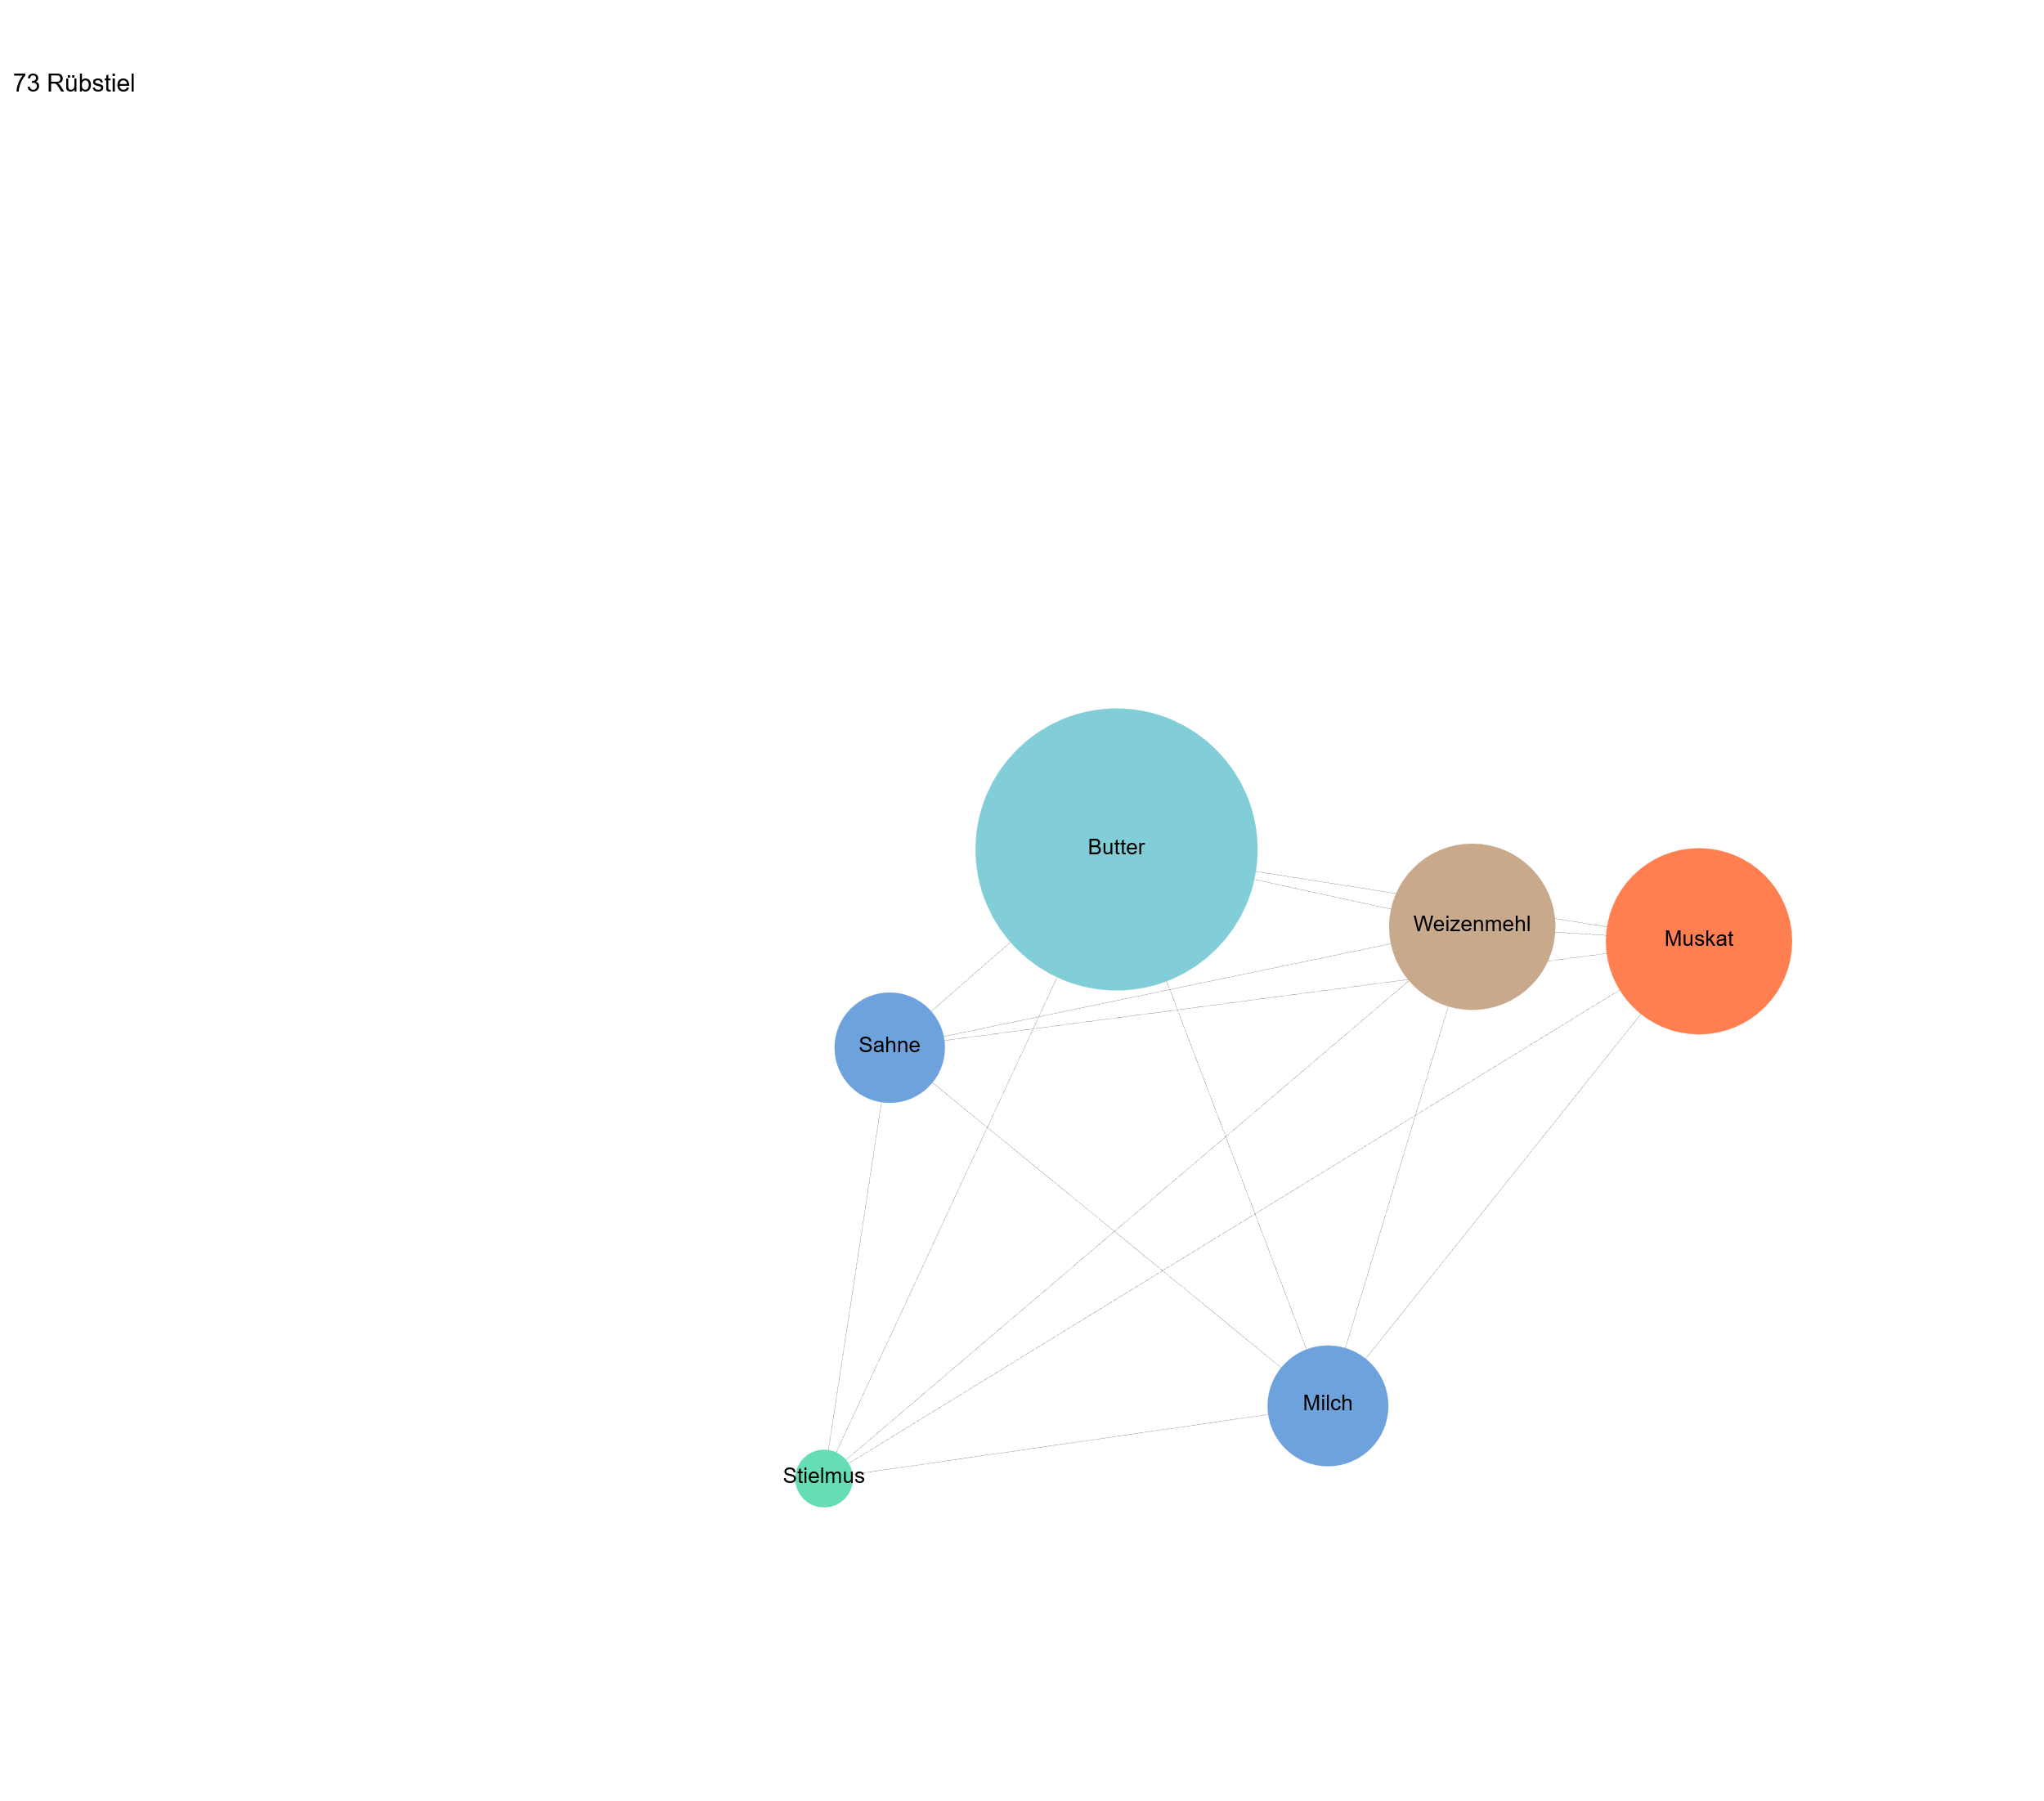 73 Rübstiel
Butter
Weizenmehl
Muskat
Sahne
Milch
Stielmus